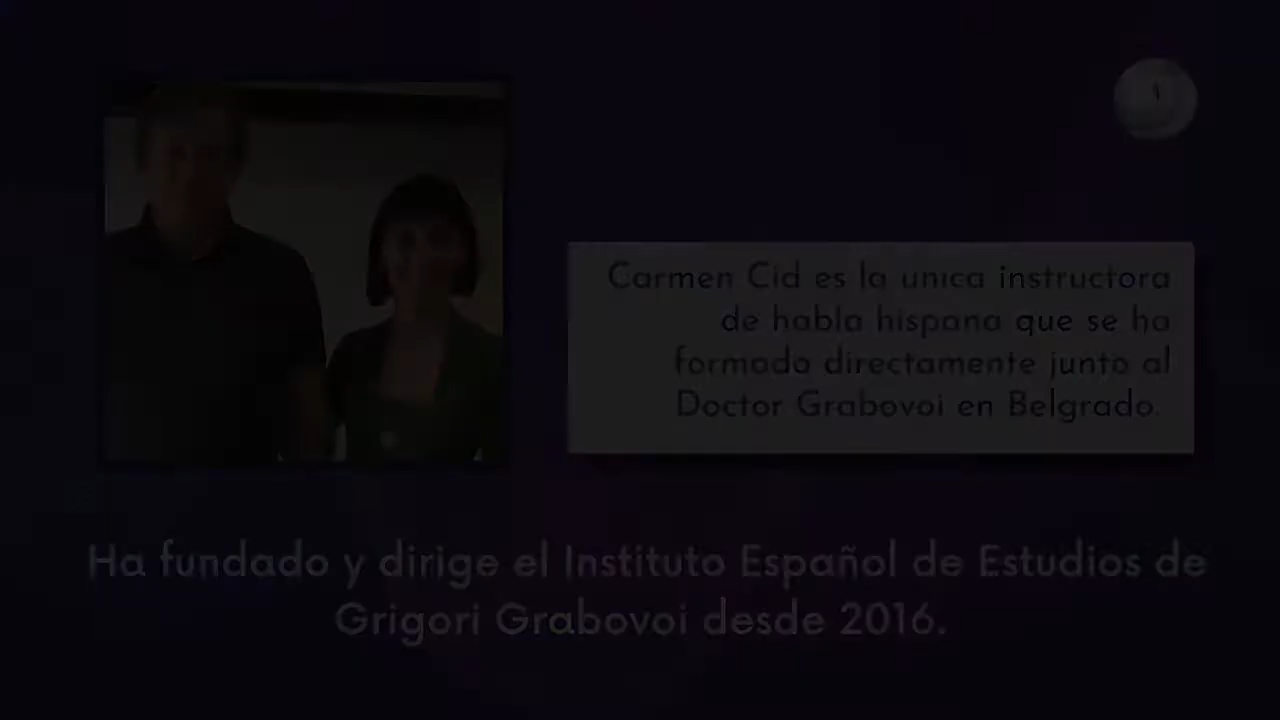 Carmen Cid es la unica instructora
de habla hispana que se ha
formado directamente junto al
Doctor Grabovoi en Belgrado.
Ha fundado y dirige el Instituto Español de Estudios de
Grigori Grabovoi desde 2016.